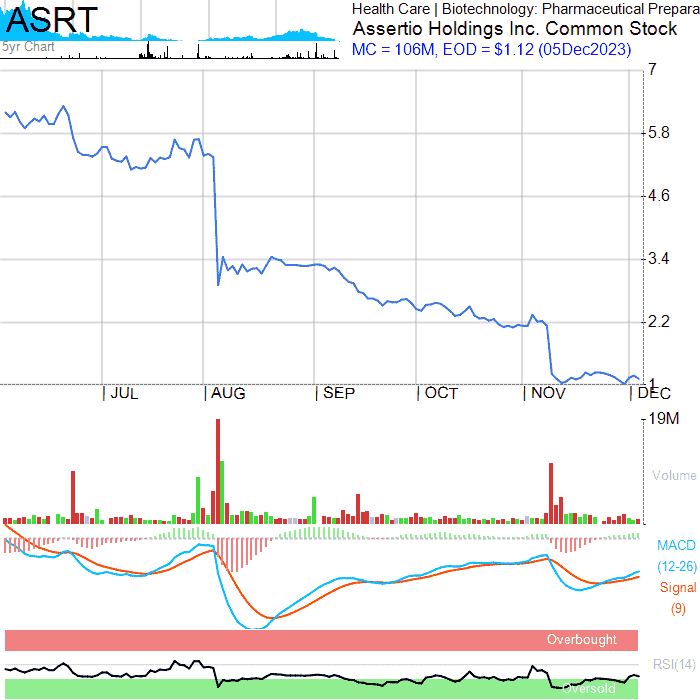 ASRT
5yr Chart
Health Care | Biotechnology: Pharmaceutical Prepara
Assertio Holdings Inc. Common Stock
MC = 106M, EOD = $1.12 (05Dec2023)
7
5.8
4.6
3.4
2.2
1
JUL
AUG
SEP
OCT
NOV
DEC
19M
Volume
MACD
(12-26)
Signal
(9)
Overbought
RSI(14)
Oversold